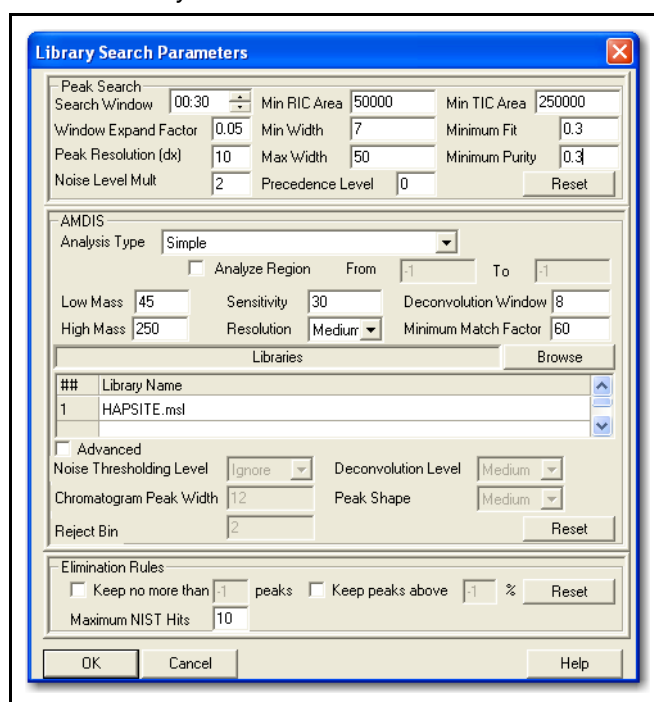 Library Search Parameters
Peak Search
Search Window 00:30 Min RIC Area 50000 Min TIC Area 250000
Window Expand Factor 0.05 Min Width 7 Minimum Fit 0.3
Peak Resolution (dx) 10 Max Width 50 Minimum Purity 0.3
Noise Level Mult 2 Precedence Level 0 Reset
AMDIS
Analysis Type Simple
Analyze Region From -1 To -1
Low Mass 45 Sensitivity 30 Deconvolution Window 8
High Mass 250 Resolution Medium Minimum Match Factor 60
Libraries Browse
## Library Name
1 HAPSITE.msl
Advanced
Noise Thresholding Level Ignore Deconvolution Level Medium
Chromatogram Peak Width 12 Peak Shape Medium
Reject Bin 2 Reset
Elimination Rules
Keep no more than -1 peaks Keep peaks above -1 % Reset
Maximum NIST Hits 10
OK Cancel Help